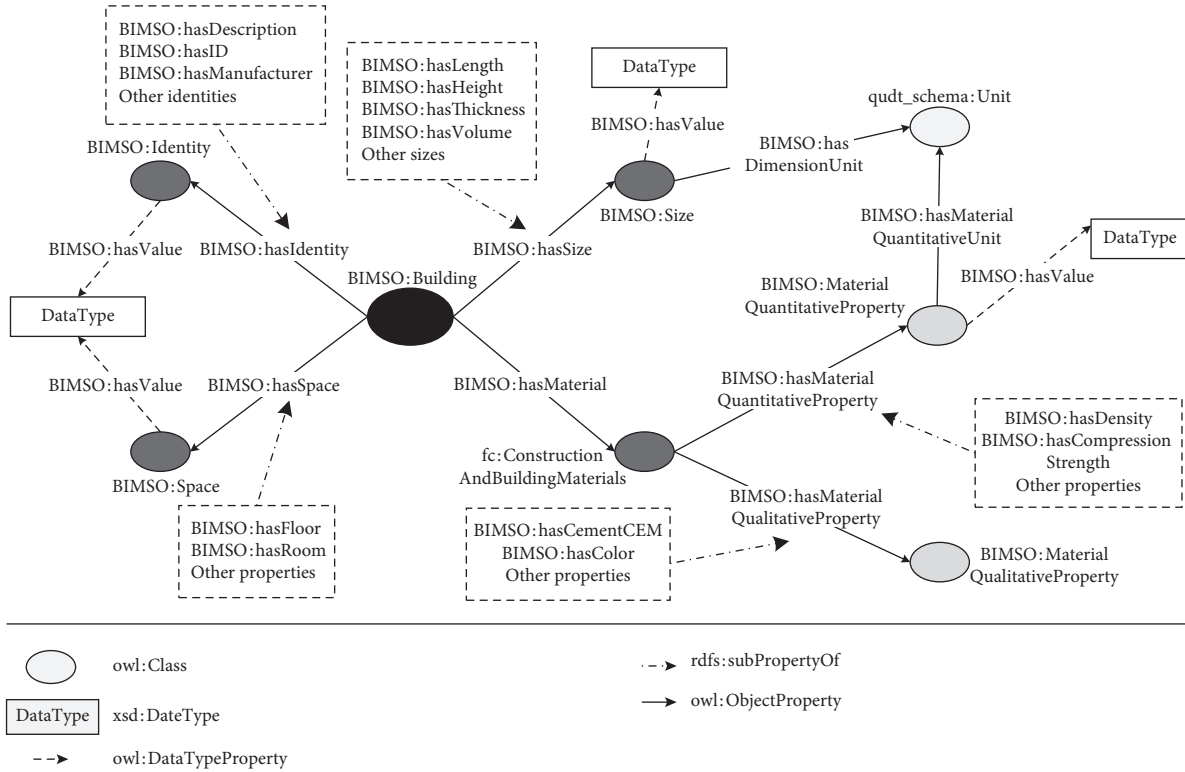 BIMSO:hasDescription
BIMSO:hasID
BIMSO:hasManufacturer
Other identities
BIMSO:hasLength
BIMSO:hasHeight
BIMSO:hasThickness
BIMSO:hasVolume
Other sizes
DataType
BIMSO:hasValue
qudt_schema:Unit
BIMSO:has
DimensionUnit
BIMSO:Identity
BIMSO:Size
BIMSO:hasValue
BIMSO:hasIdentity
BIMSO:hasSize
BIMSO:hasMaterial
QuantitativeUnit
DataType
BIMSO:hasValue
BIMSO:Building
BIMSO:Material
QuantitativeProperty
DataType
BIMSO:hasValue
BIMSO:hasSpace
BIMSO:hasMaterial
BIMSO:hasMaterial
QuantitativeProperty
BIMSO:hasDensity
BIMSO:hasCompression
Strength
Other properties
BIMSO:Space
fc:Construction
AndBuildingMaterials
BIMSO:hasMaterial
QualitativeProperty
BIMSO:hasFloor
BIMSO:hasRoom
Other properties
BIMSO:hasCementCEM
BIMSO:hasColor
Other properties
BIMSO:Material
QualitativeProperty
owl:Class
rdfs:subPropertyOf
DataType
xsd:DateType
owl:ObjectProperty
owl:DataTypeProperty